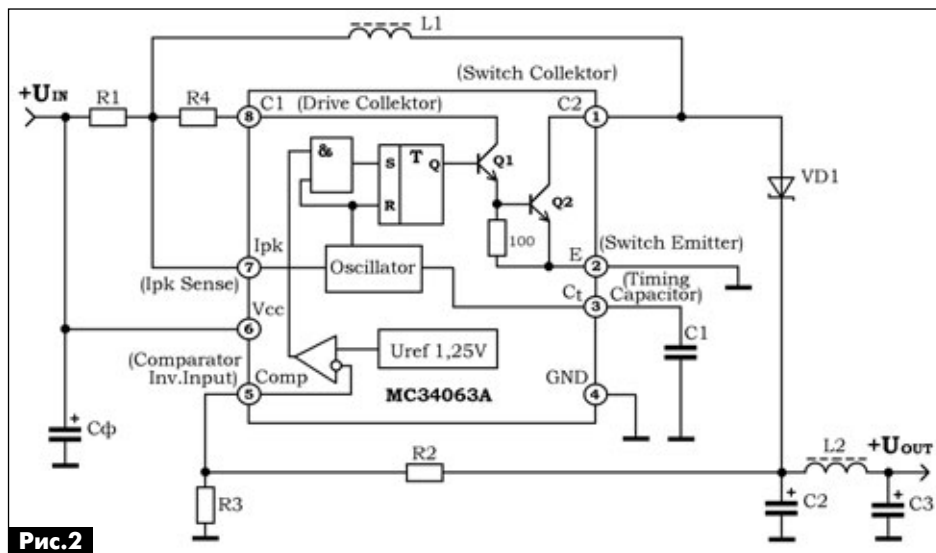 L1
(Switch Collektor)
+UIN
R1
R4
C1
(Drive Collektor)
C2
8
1
&
S
T
Q
R
Q1
Q2
VD1
100
Ipk
E
(Switch Emitter)
7
Oscillator
2
(Ipk Sense)
Ct
(Timing
Capacitor)
3
Vcc
6
C1
Uref 1,25V
(Comparator
Inv.Input)
Comp
GND
5
MC34063A
4
+
Cф
R2
L2
+UOUT
R3
+
C2
+
C3
Рис.2